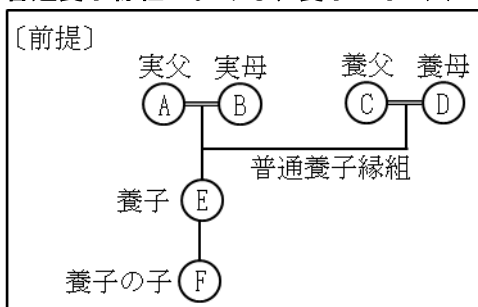 〔前提〕
実父 実母 養父 養母
A B C D
普通養子縁組
養子 E
養子の子 F